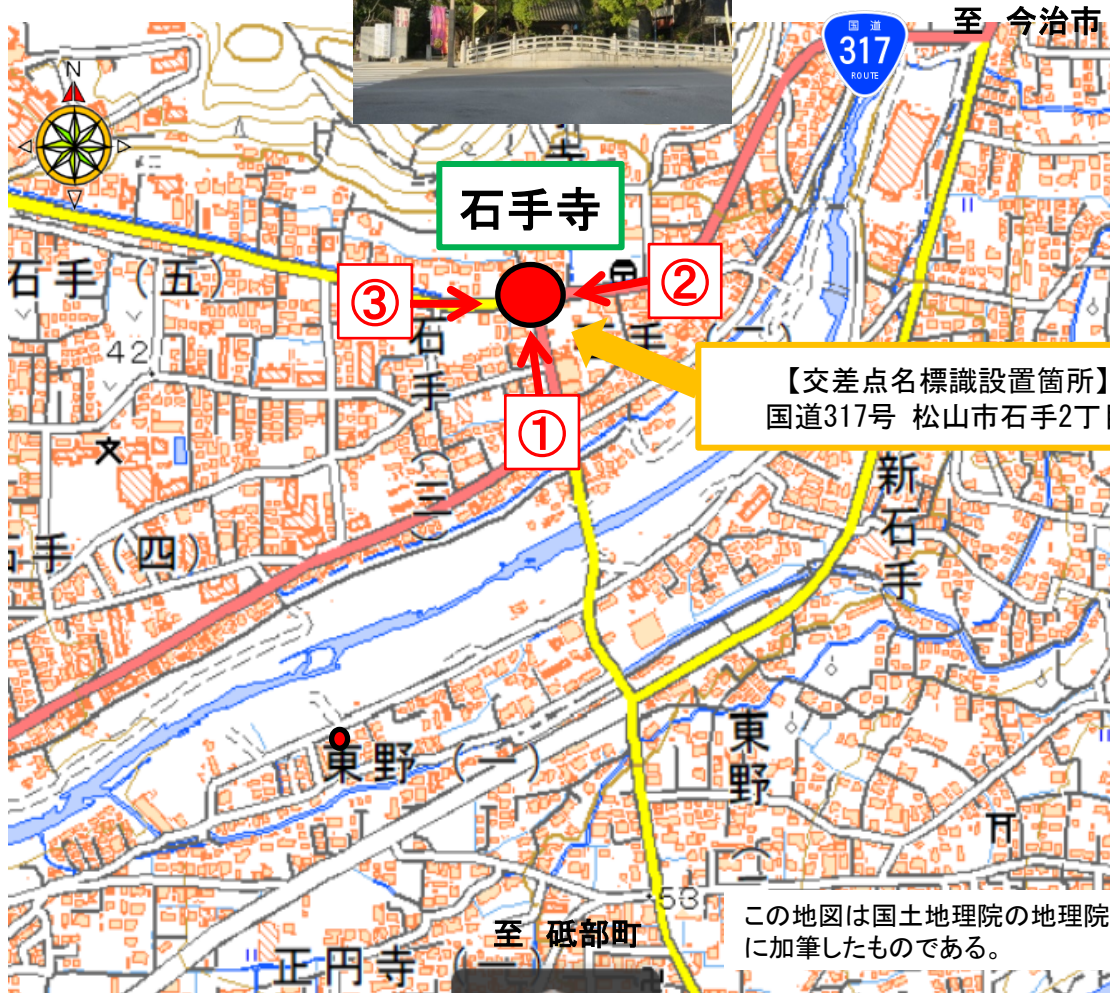 至 今治市
国道
317
ROUTE
N
寺
石手寺
石手(五)
③
②
①
石手(三)
手(二)
42
【交差点名標識設置箇所】
国道317号 松山市石手2丁
新石手
手(四)
東野(一)
東野(
53
至 砥部町
正円寺(一)
この地図は国土地理院の地理院
に加筆したものである。